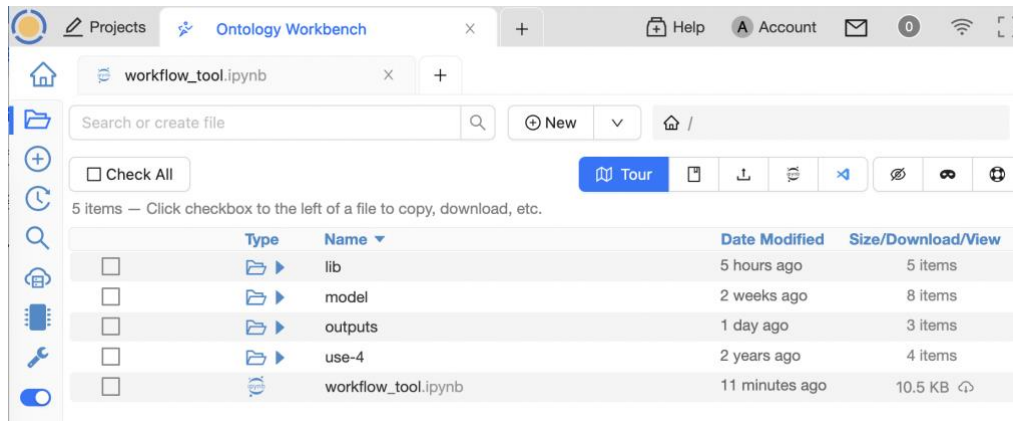 Projects Ontology Workbench × + Help A Account 0
workflow_tool.ipynb × +
Search or create file New /
Check All Tour
5 items — Click checkbox to the left of a file to copy, download, etc.
Type Name Date Modified Size/Download/View
lib 5 hours ago 5 items
model 2 weeks ago 8 items
outputs 1 day ago 3 items
use-4 2 years ago 4 items
workflow_tool.ipynb 11 minutes ago 10.5 KB